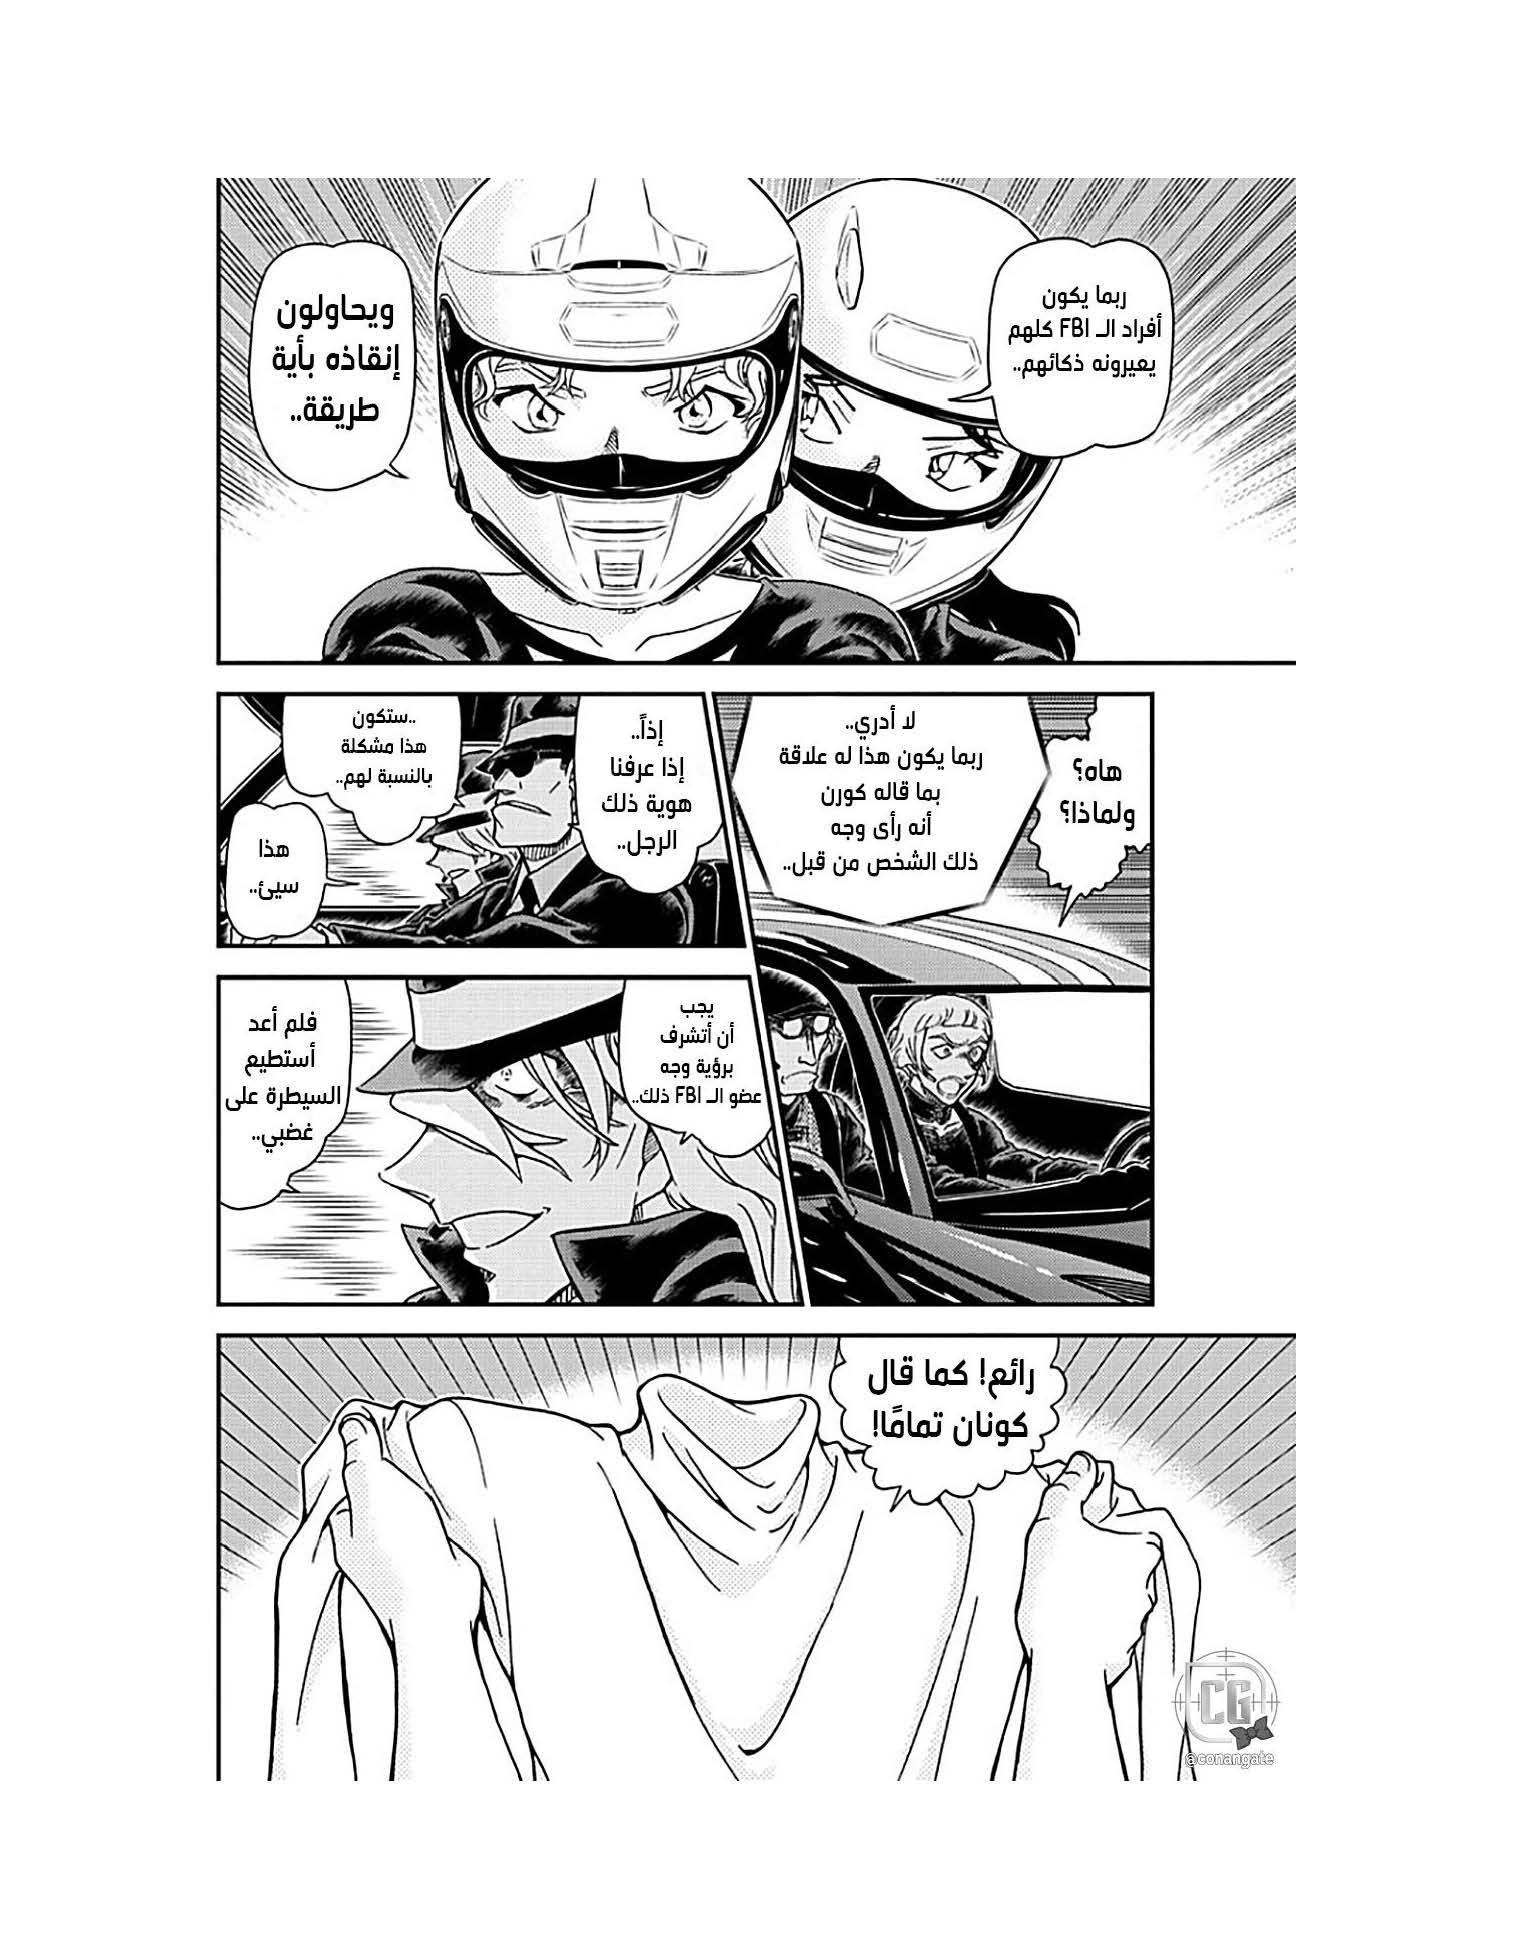 ربما يكون
أفراد الـ FBI كلهم
يعيرونه ذكائهم..
ويحاولون
إنقاذه بأية
طريقة..
هاه؟
ولماذا؟
لا أدري..
ربما يكون هذا له علاقة
بما قاله كورن
أنه رأى وجه
ذلك الشخص من قبل..
إذاً..
إذا عرفنا
هوية ذلك
الرجل..
..ستكون
هذا مشكلة
بالنسبة لهم..
هذا
سيئ..
يجب
أن أتشرف
برؤية وجه
عضو الـ FBI ذلك..
فلم أعد
أستطيع
السيطرة على
غضبي..
رائع! كما قال
كونان تمامًا!
CG
@conangate